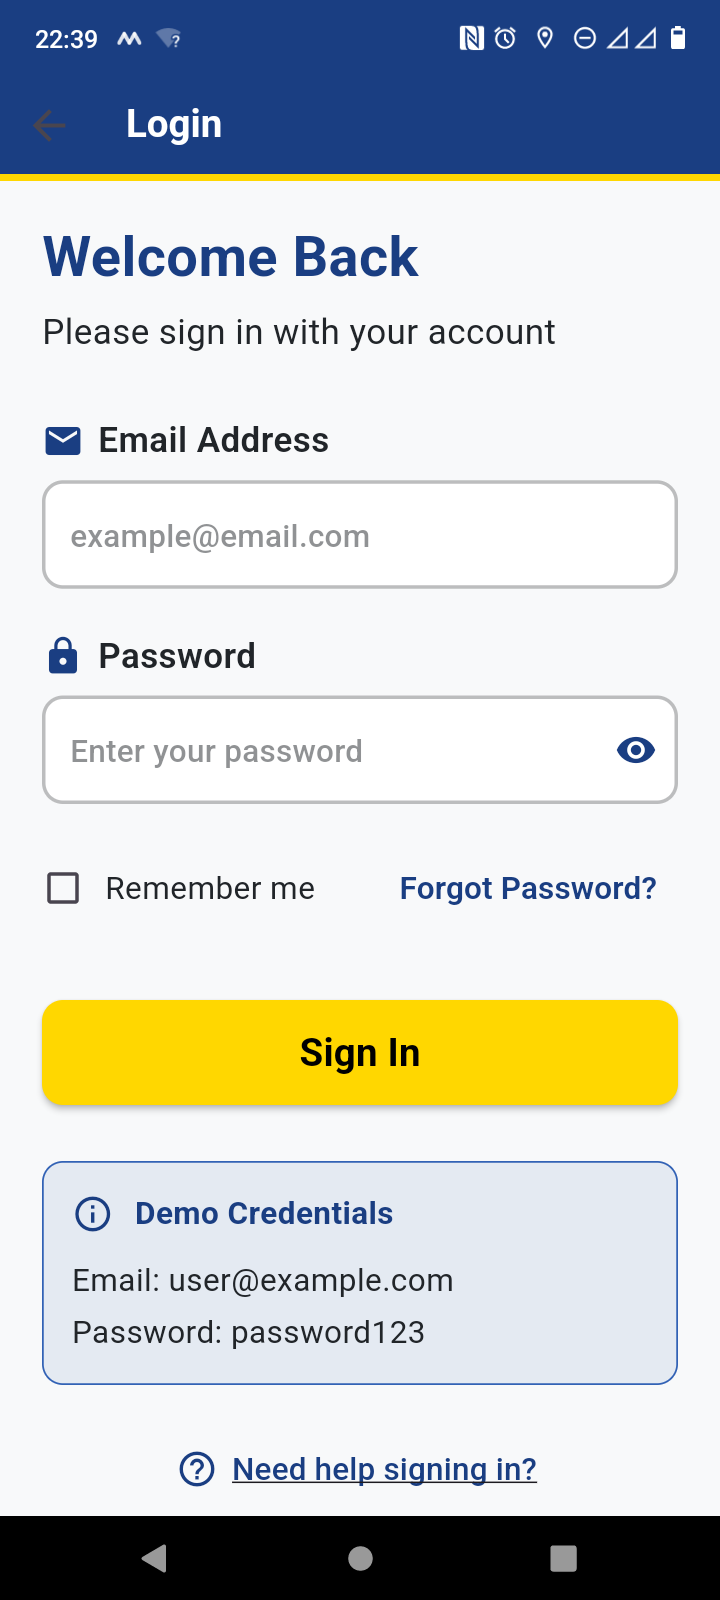 22:39
Login
Welcome Back
Please sign in with your account
Email Address
example@email.com
Password
Enter your password
Remember me
Forgot Password?
Sign In
Demo Credentials
Email: user@example.com
Password: password123
Need help signing in?